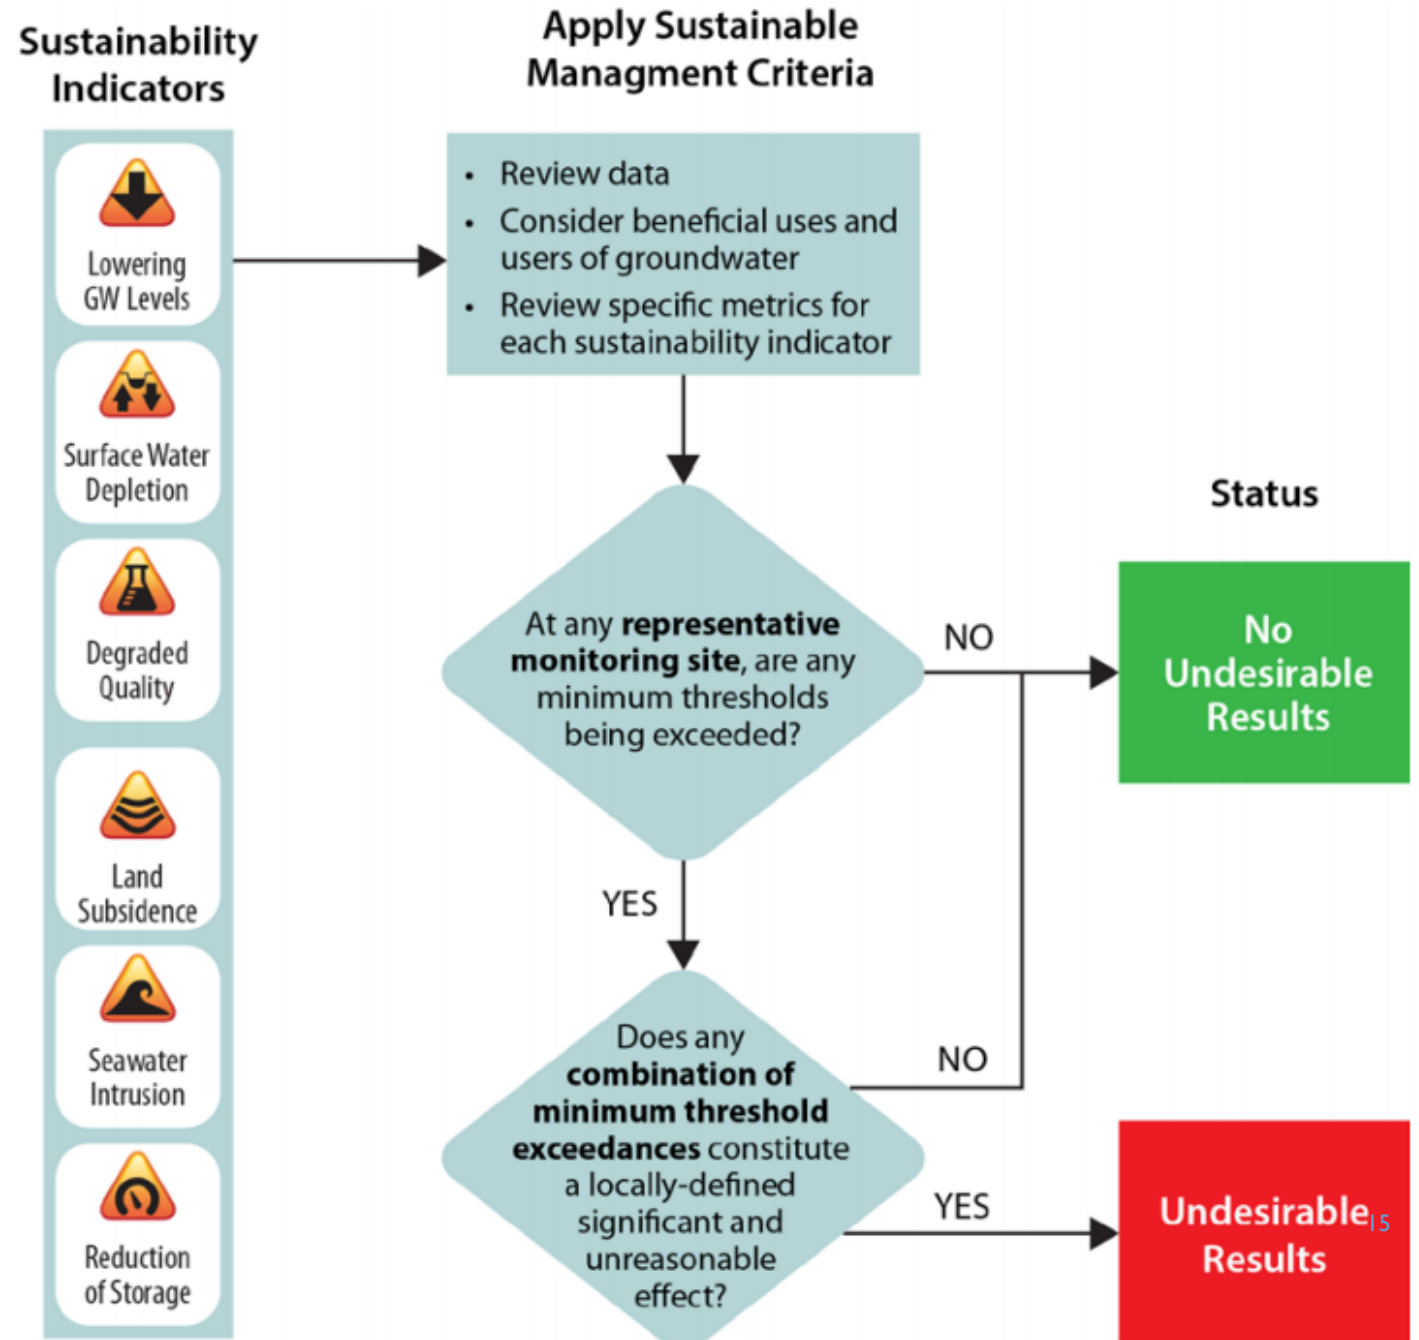 Sustainability
Indicators
Apply Sustainable
Managment Criteria
Lowering
GW Levels
Surface Water
Depletion
Degraded
Quality
Land
Subsidence
Seawater
Intrusion
Reduction
of Storage
• Review data
• Consider beneficial uses and
users of groundwater
• Review specific metrics for
each sustainability indicator
At any representative
monitoring site, are any
minimum thresholds
being exceeded?
NO
YES
Does any
combination of
minimum threshold
exceedances constitute
a locally-defined
significant and
unreasonable
effect?
NO
YES
Status
No
Undesirable
Results
Undesirable
Results
15